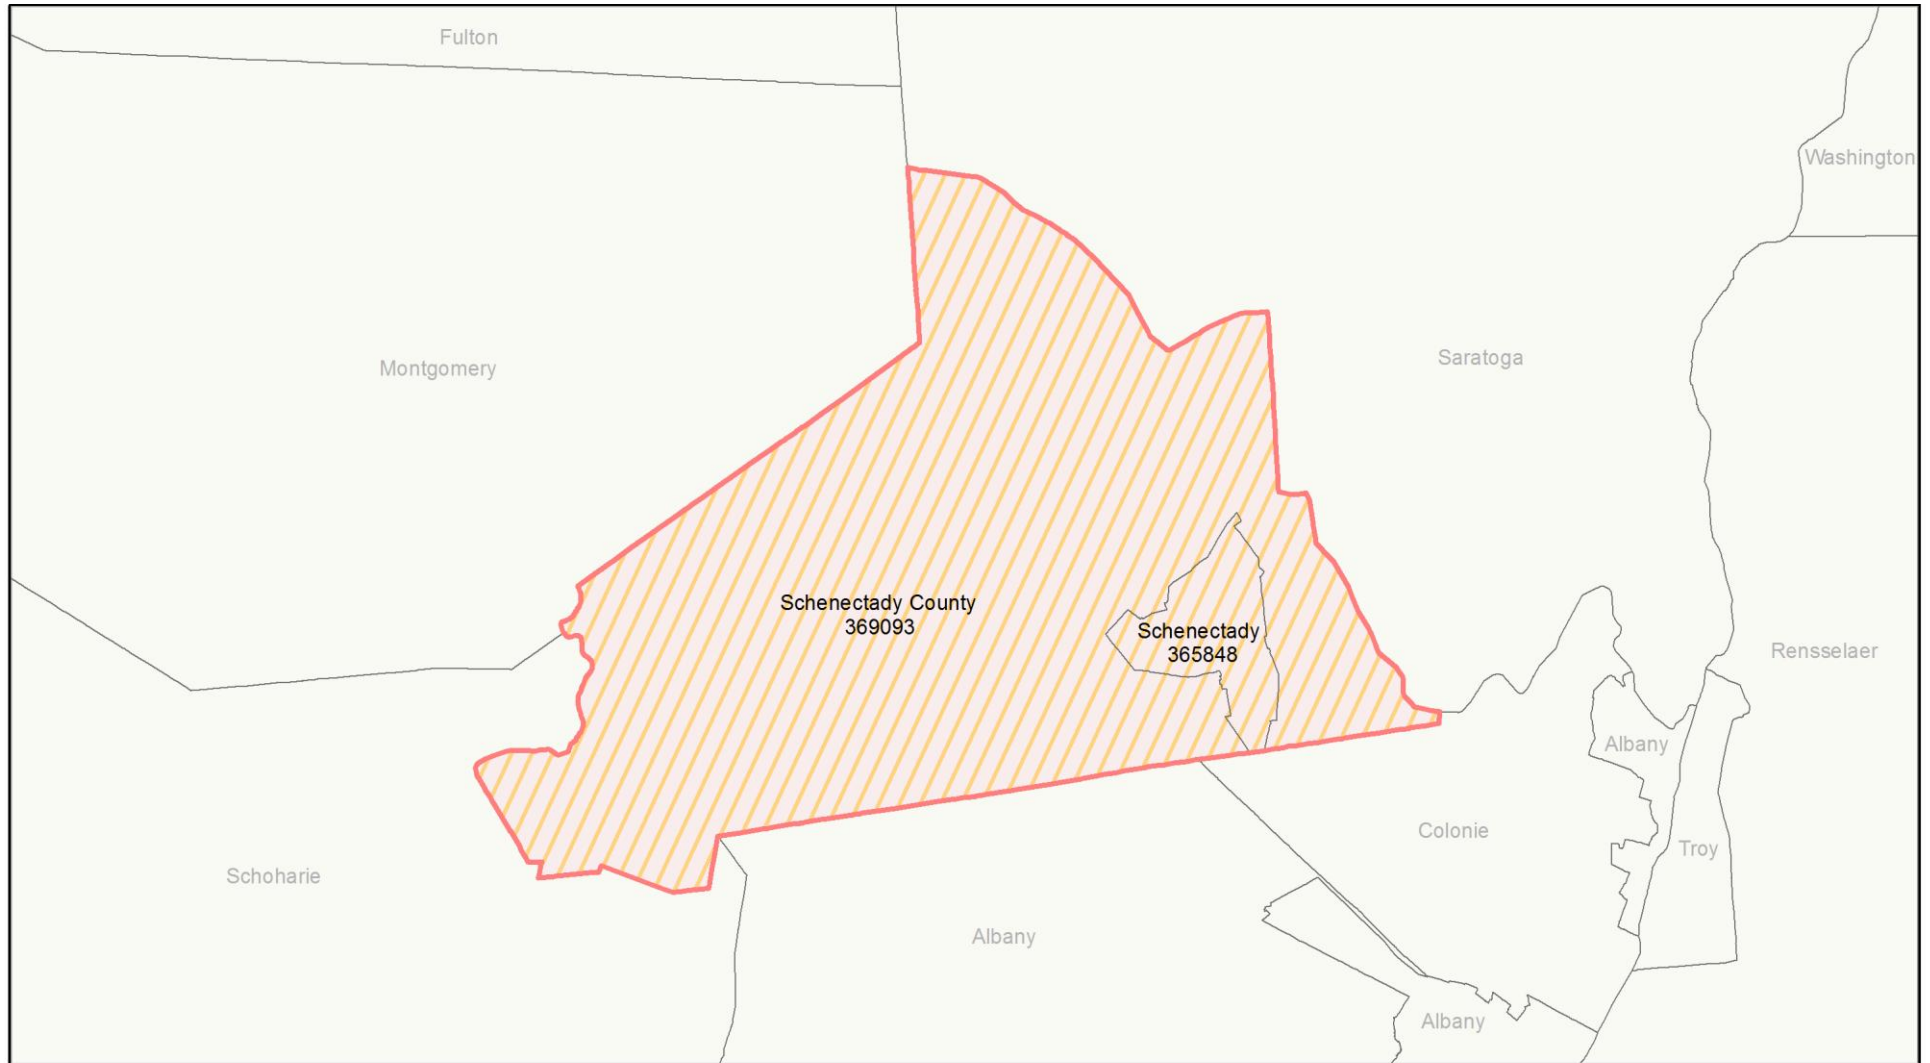 Fulton
Washington
Saratoga
Montgomery
Schenectady County
369093
Schenectady
365848
Rensselaer
Albany
Colonie
Troy
Schoharie
Albany
Albany